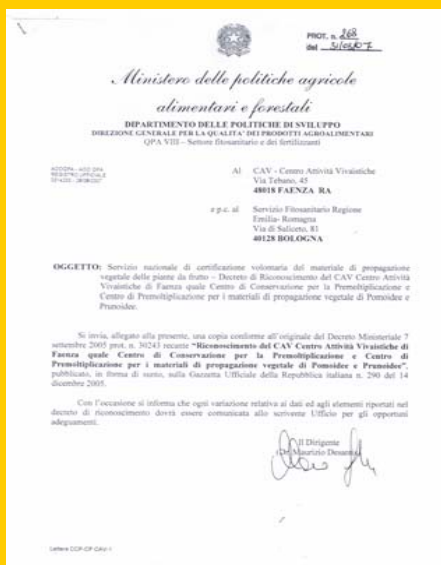 PROT. n. 268
del 31/08/07
Ministero delle politiche agricole
alimentari e forestali
DIPARTIMENTO DELLE POLITICHE DI SVILUPPO
DIREZIONE GENERALE PER LA QUALITA' DEI PRODOTTI AGROALIMENTARI
QPA VIII – Settore fitosanitario e dei fertilizzanti
REGISTRO UFFICIALE
Al CAV - Centro Attività Vivaistiche
Via Tebano, 45
48018 FAENZA RA
e p.c. al Servizio Fitosanitario Regione
Emilia- Romagna
Via di Saliceto, 81
40128 BOLOGNA
OGGETTO: Servizio nazionale di certificazione volontaria del materiale di propagazione
vegetale delle piante da frutto – Decreto di Riconoscimento del CAV Centro Attività
Vivaistiche di Faenza quale Centro di Conservazione per la Premoltiplicazione e
Centro di Premoltiplicazione per i materiali di propagazione vegetale di Pomoidee e
Prunoidee.
Si invia, allegato alla presente, una copia conforme all'originale del Decreto Ministeriale 7
settembre 2005 prot. n. 30243 recante "Riconoscimento del CAV Centro Attività Vivaistiche di
Faenza quale Centro di Conservazione per la Premoltiplicazione e Centro di
Premoltiplicazione per i materiali di propagazione vegetale di Pomoidee e Prunoidee",
pubblicato, in forma di sunto, sulla Gazzetta Ufficiale della Repubblica italiana n. 290 del 14
dicembre 2005.
Con l'occasione si informa che ogni variazione relativa ai dati ed agli elementi riportati nel
decreto di riconoscimento dovrà essere comunicata allo scrivente Ufficio per gli opportuni
adeguamenti.
Il Dirigente
Maurizio Desantis
Lettera CCP-CP CAV